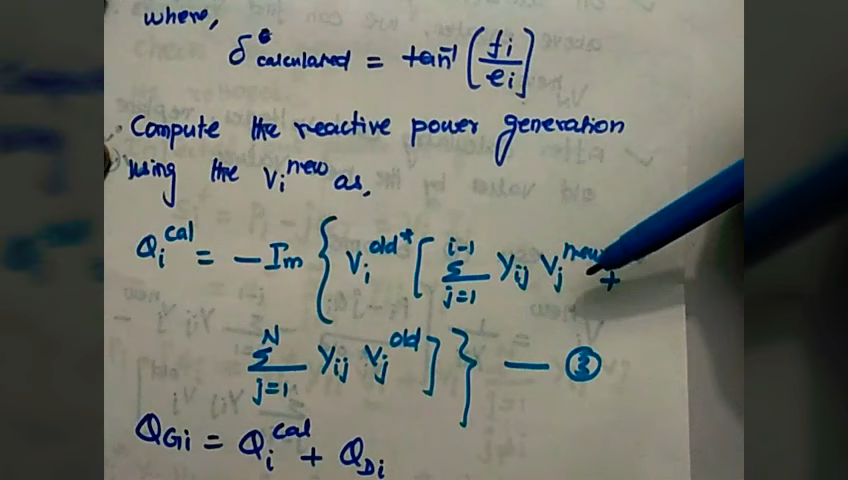 where,
δ°calculated = tan⁻¹ [fi/ei]
Compute the reactive power generation
using the Vi^new as,
Qi^cal = -Im { Vi^old* [ Σ_{j=1}^{i-1} Yij Vj^new +
Σ_{j=1}^{N} Yij Vj^old ] } —
QGi = Qi^cal + QDi